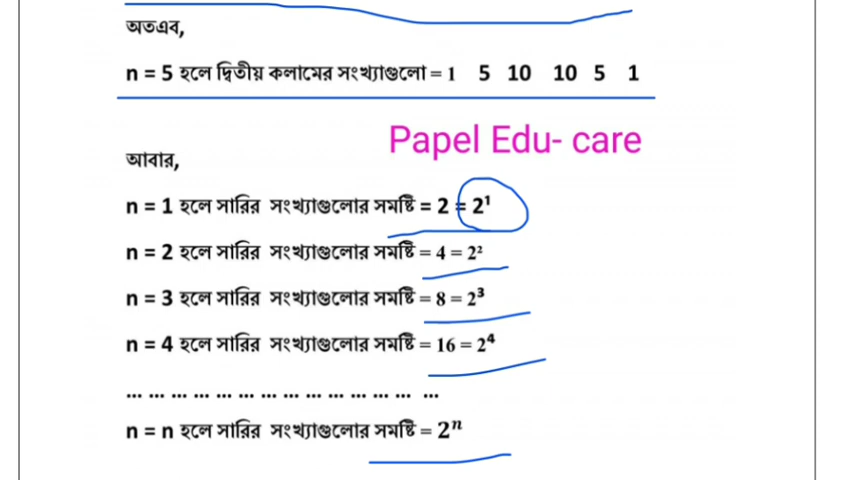 অতএব,
n = 5 হলে দ্বিতীয় কলামের সংখ্যাগুলো = 1 5 10 10 5 1
Papel Edu- care
আবার,
n = 1 হলে সারির সংখ্যাগুলোর সমষ্টি = 2 = 2¹
n = 2 হলে সারির সংখ্যাগুলোর সমষ্টি = 4 = 2²
n = 3 হলে সারির সংখ্যাগুলোর সমষ্টি = 8 = 2³
n = 4 হলে সারির সংখ্যাগুলোর সমষ্টি = 16 = 2⁴
... ... ... ... ... ... ... ... ... ... ... ... ... ...
n = n হলে সারির সংখ্যাগুলোর সমষ্টি = 2ⁿ